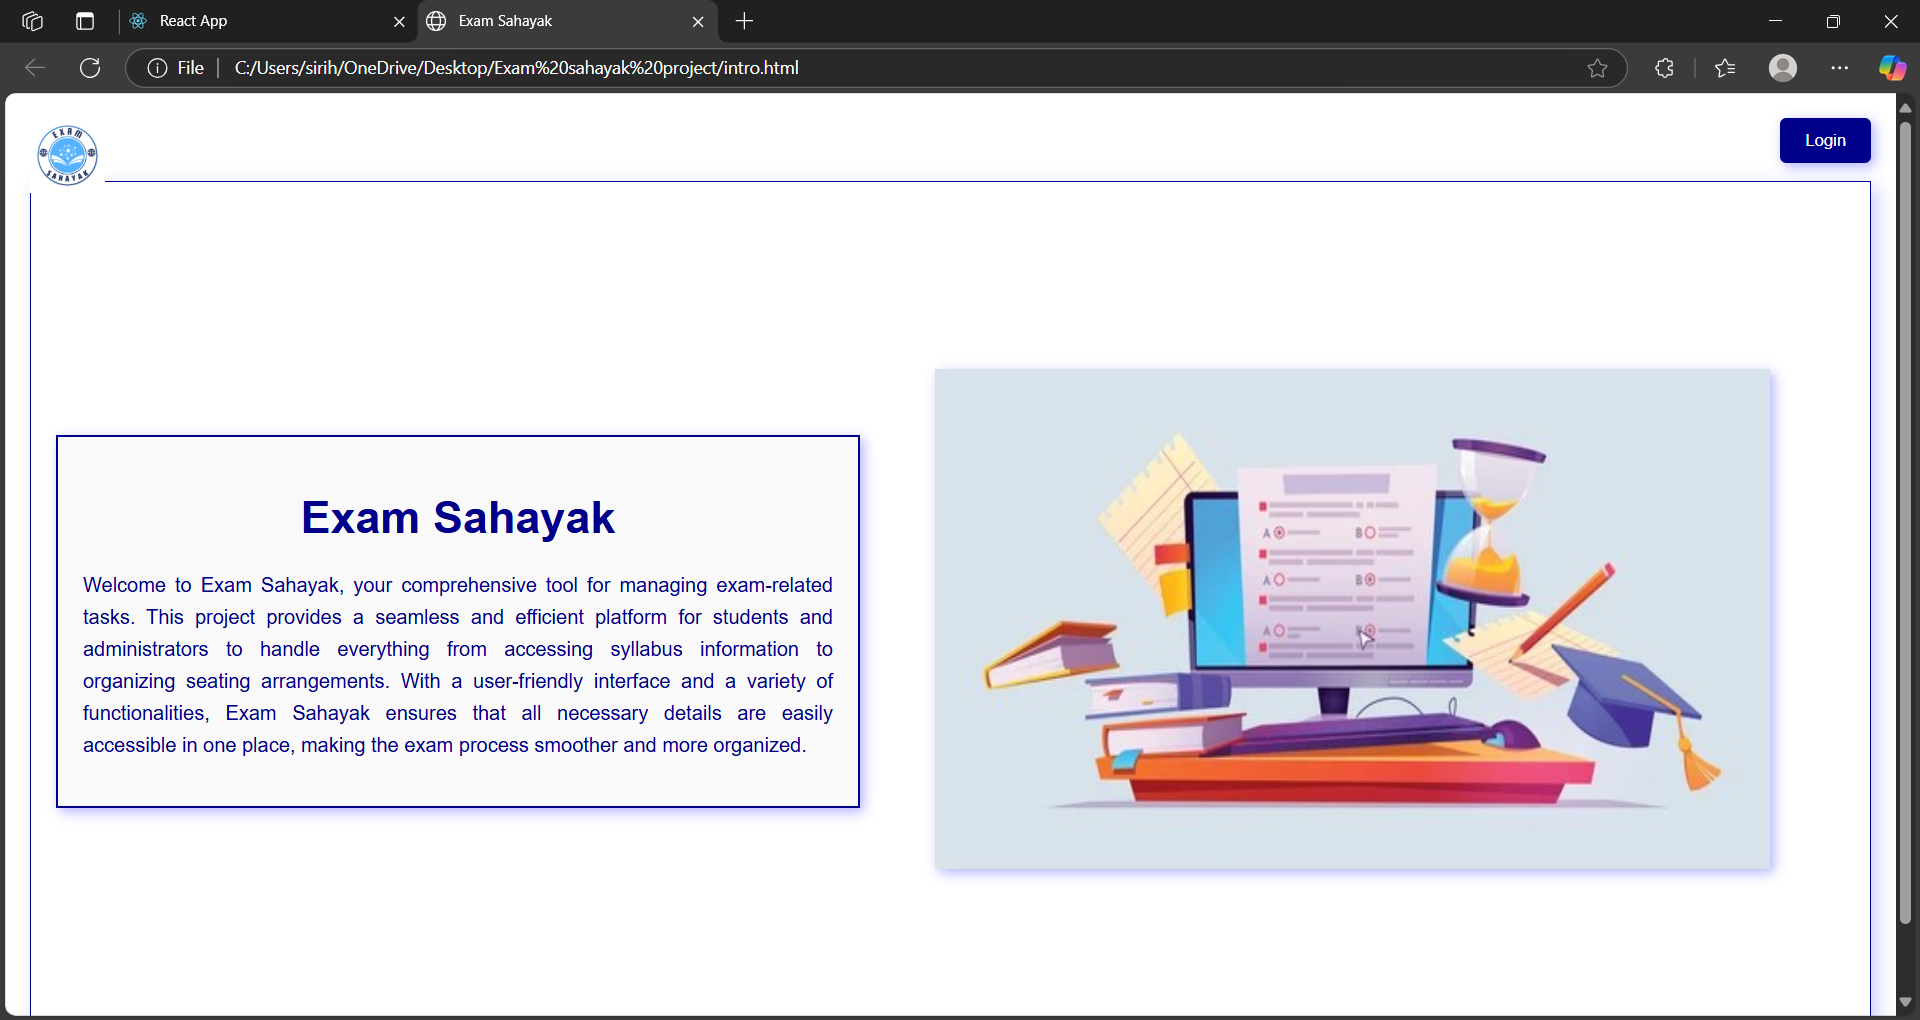 React App
Exam Sahayak
File
C:/Users/sirih/OneDrive/Desktop/Exam%20sahayak%20project/intro.html
EXAM
SAHAYAK
Login
Exam Sahayak
Welcome to Exam Sahayak, your comprehensive tool for managing exam-related
tasks. This project provides a seamless and efficient platform for students and
administrators to handle everything from accessing syllabus information to
organizing seating arrangements. With a user-friendly interface and a variety of
functionalities, Exam Sahayak ensures that all necessary details are easily
accessible in one place, making the exam process smoother and more organized.
A B
A B
A B